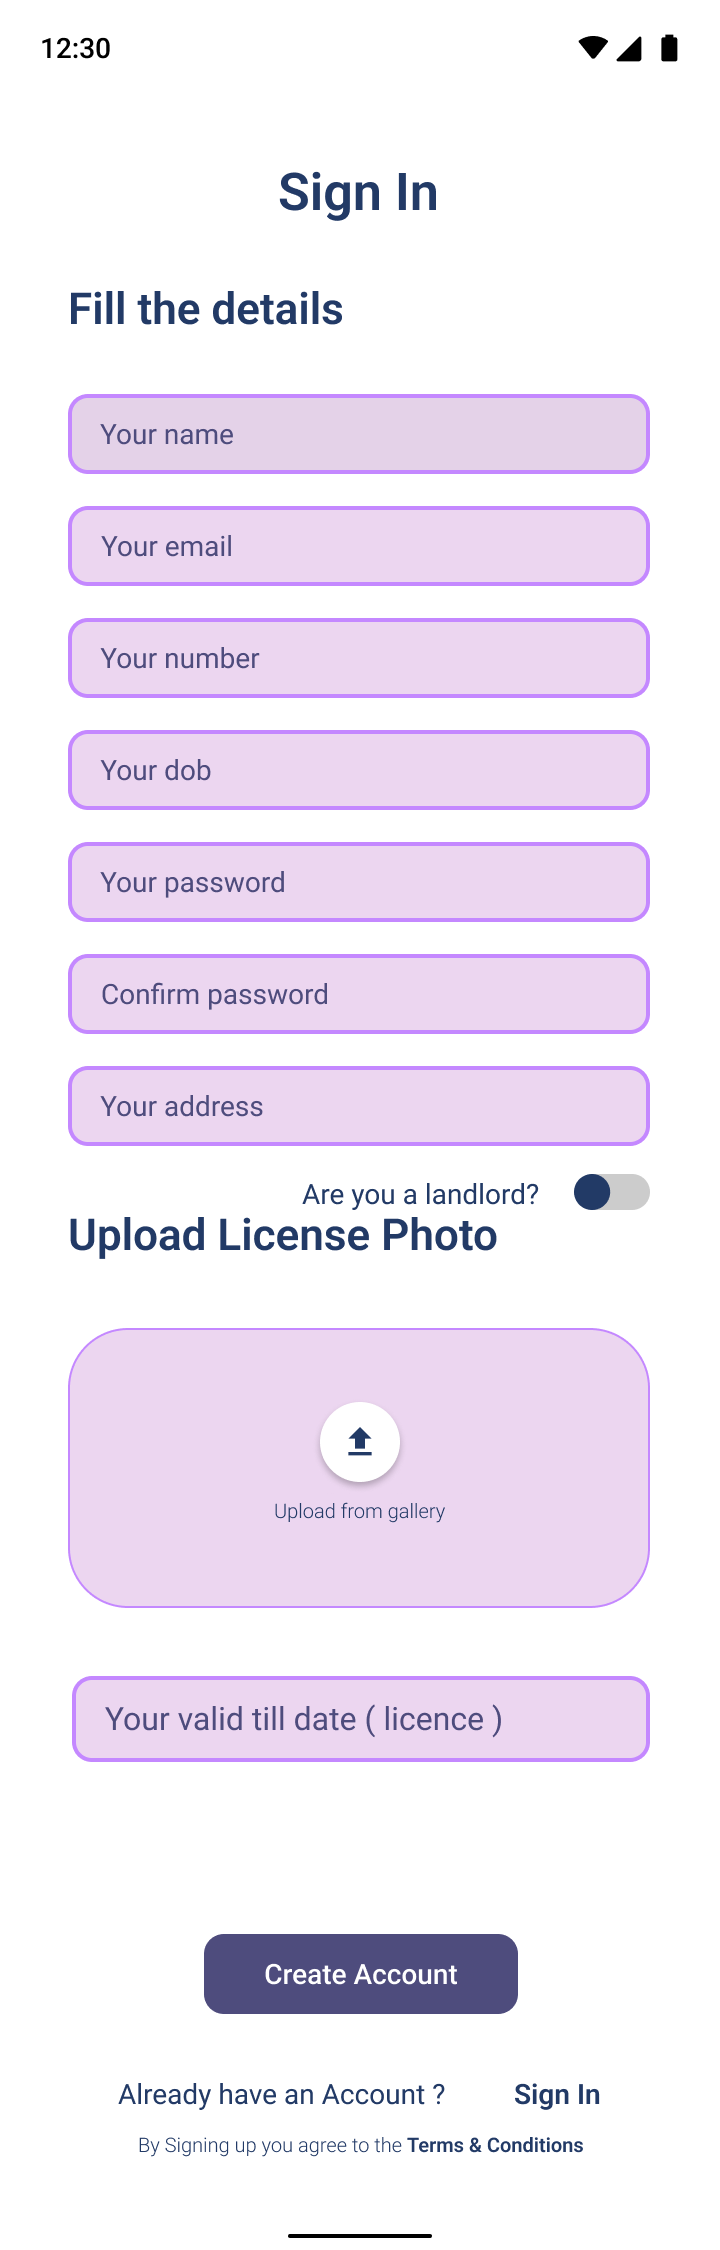 12:30
Sign In
Fill the details
Your name
Your email
Your number
Your dob
Your password
Confirm password
Your address
Are you a landlord?
Upload License Photo
Upload from gallery
Your valid till date ( licence )
Create Account
Already have an Account ? Sign In
By Signing up you agree to the Terms & Conditions